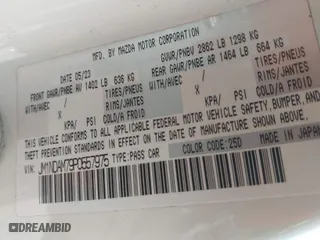 MFG. BY MAZDA MOTOR CORPORATION
DATE 05/23 GVWR/PNBV 2862 LB 1298 KG
FRONT GAWR/PNBE AV 1402 LB 636 KG REAR GAWR/PNBE AR 1464 LB 664 KG
WITH/AVEC TIRES/PNEUS WITH/AVEC TIRES/PNEUS
X RIMS/JANTES X RIMS/JANTES
KPA/ PSI KPA/ PSI
COLD/A FROID COLD/A FROID
THIS VEHICLE CONFORMS TO ALL APPLICABLE FEDERAL MOTOR VEHICLE SAFETY, BUMPER, AND
THEFT PREVENTION STANDARDS IN EFFECT ON THE DATE OF MANUFACTURE SHOWN ABOVE
VIN: TYPE: PASS CAR
COLOR CODE: 25D MADE IN JAPAN
© DEALERSHIP AUCTION